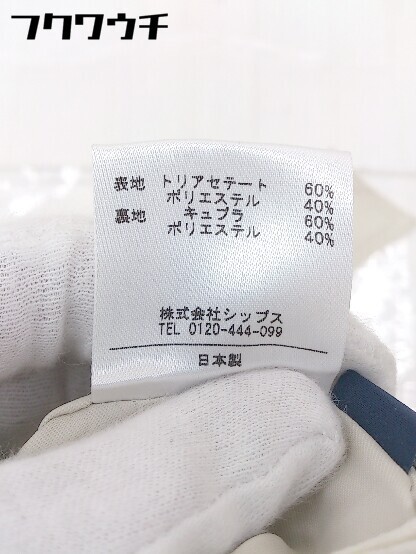 フクワウチ
表地 トリアセテート 60%
ポリエステル 40%
裏地 キュプラ 60%
ポリエステル 40%
株式会社シップス
TEL 0120-444-099
日本製